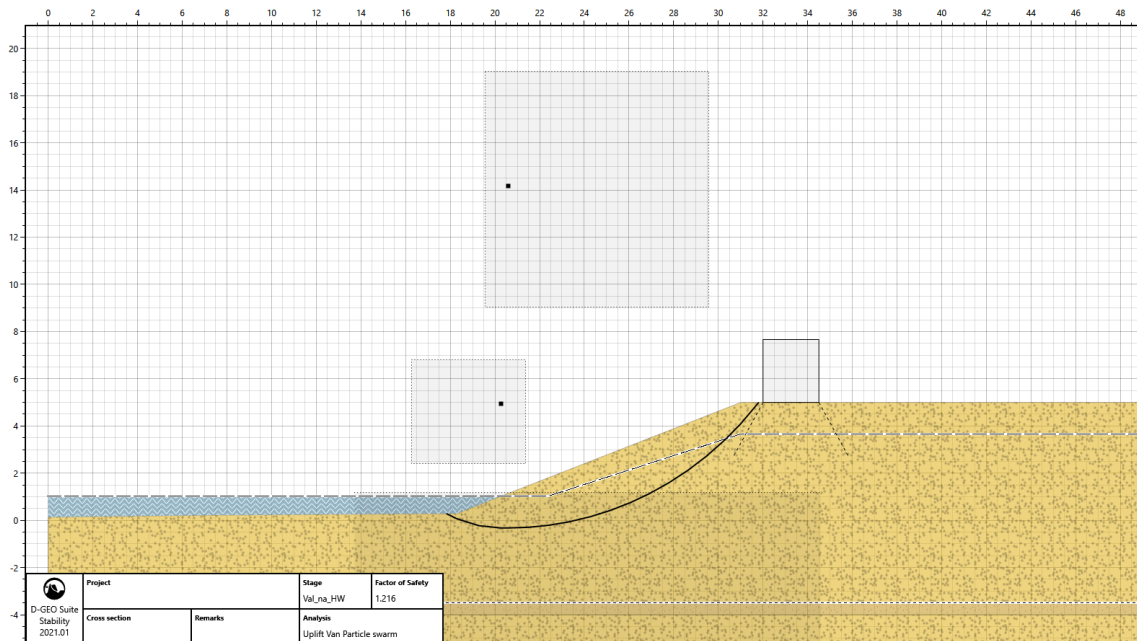 0 2 4 6 8 10 12 14 16 18 20 22 24 26 28 30 32 34 36 38 40 42 44 46 48
20
18
16
14
12
10
8
6
4
2
0
-2
-4
D-GEO Suite
Stability
2021.01
Project
Stage
Factor of Safety
Val_na_HW
1.216
Cross section
Remarks
Analysis
Uplift Van Particle swarm